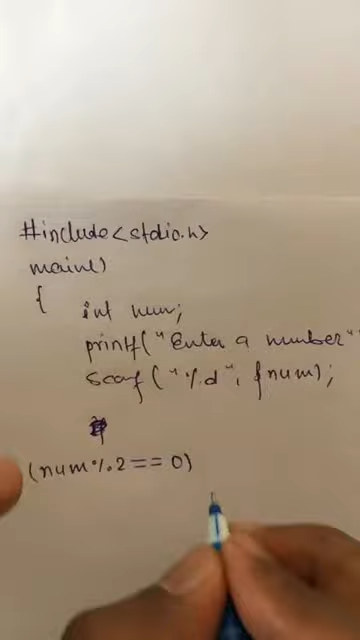 #include<stdio.h>
main()
{
int num;
printf("Enter a number"
scanf("%d", &num);
(num%2==0)